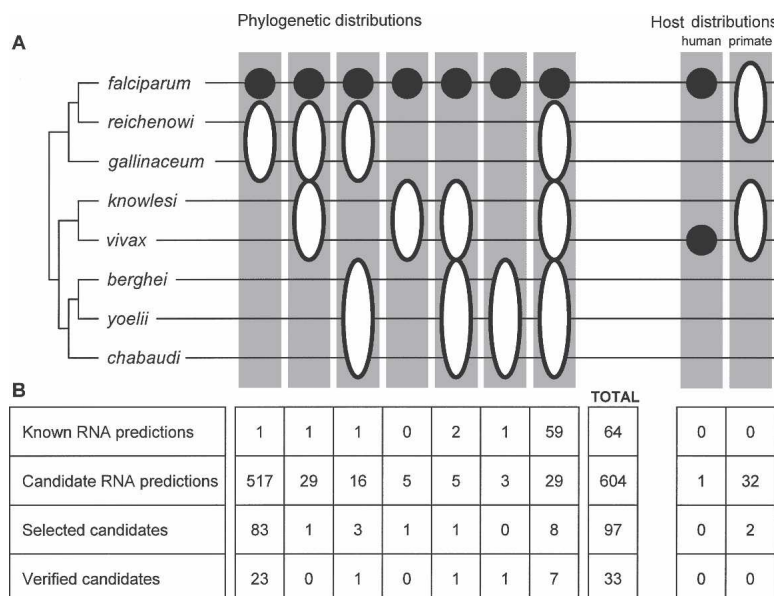 Phylogenetic distributions Host distributions
A human primate
falciparum
reichenowi
gallinaceum
knowlesi
vivax
berghei
yoelii
chabaudi
B TOTAL
Known RNA predictions 1 1 1 0 2 1 59 64 0 0
Candidate RNA predictions 517 29 16 5 5 3 29 604 1 32
Selected candidates 83 1 3 1 1 0 8 97 0 2
Verified candidates 23 0 1 0 1 1 7 33 0 0